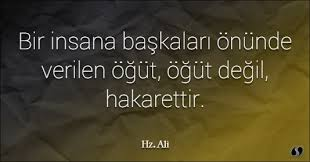 Bir insana başkaları önünde
verilen öğüt, öğüt değil,
hakarettir.
Hz. Ali